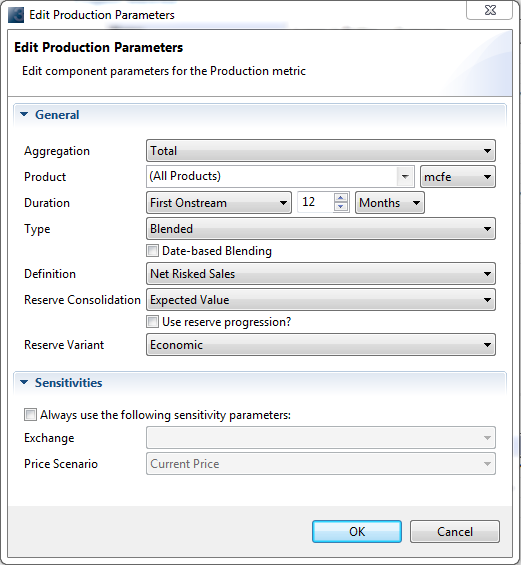 Edit Production Parameters
Edit Production Parameters
Edit component parameters for the Production metric
General
Aggregation Total
Product (All Products) mcfe
Duration First Onstream 12 Months
Type Blended
Date-based Blending
Definition Net Risked Sales
Reserve Consolidation Expected Value
Use reserve progression?
Reserve Variant Economic
Sensitivities
Always use the following sensitivity parameters:
Exchange
Price Scenario Current Price
OK Cancel